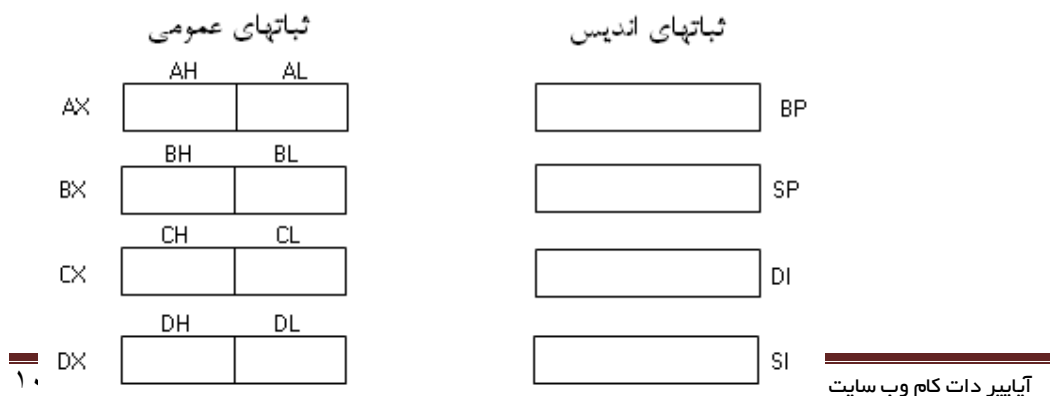 ثباتهای عمومی ثباتهای اندیس
AH AL
AX BP
BH BL
BX SP
CH CL
CX DI
DH DL
DX SI
آیاپیر دات کام وب سایت ۱۰